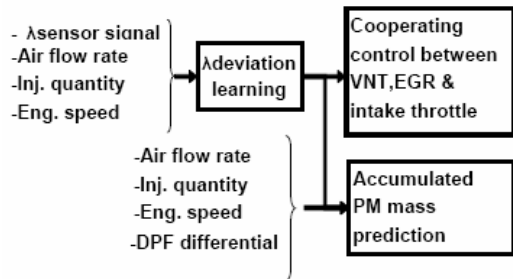 - λsensor signal
-Air flow rate
-Inj. quantity
-Eng. speed
λdeviation
learning
Cooperating
control between
VNT,EGR &
intake throttle
-Air flow rate
-Inj. quantity
-Eng. speed
-DPF differential
Accumulated
PM mass
prediction